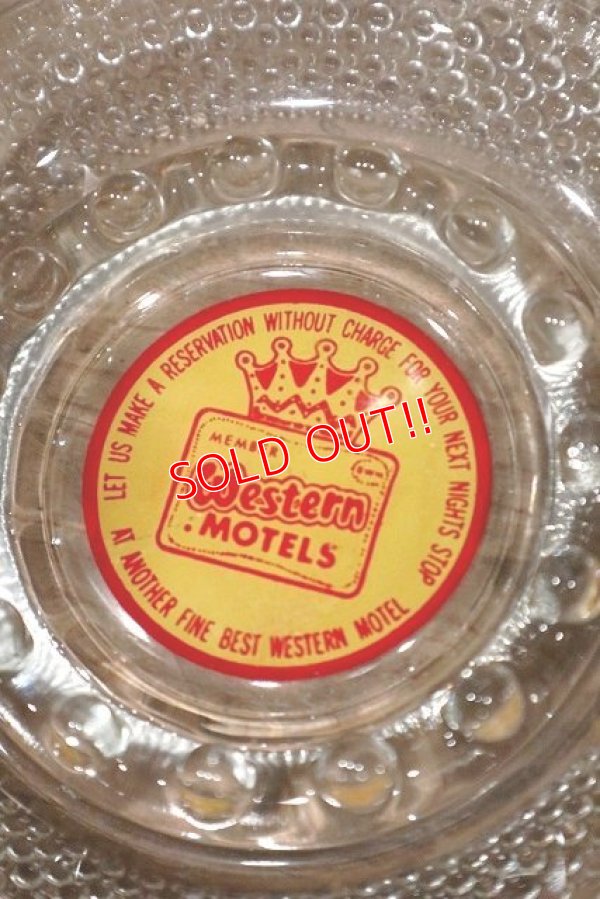 LET US MAKE A RESERVATION WITHOUT CHARGE FOR YOUR NEXT NIGHTS STOP
MEMBER
SOLD OUT!!
Western
MOTELS
AT ANOTHER FINE BEST WESTERN MOTEL